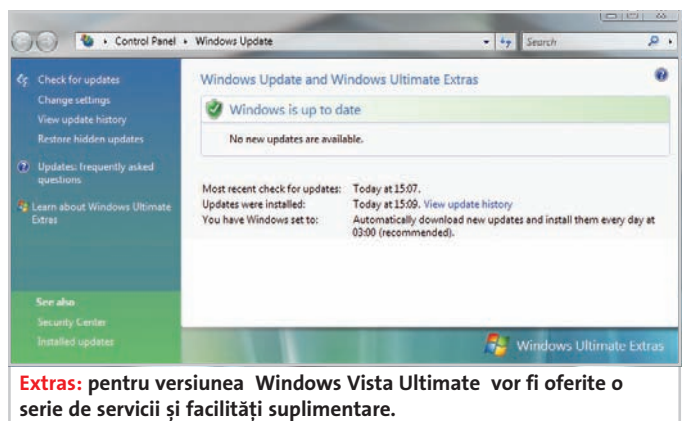 Control Panel Windows Update Search
Check for updates
Change settings
View update history
Restore hidden updates
Updates: frequently asked
questions
Learn about Windows Ultimate
Extras
See also
Security Center
Installed updates
Windows Update and Windows Ultimate Extras
Windows is up to date
No new updates are available.
Most recent check for updates: Today at 15:07.
Updates were installed: Today at 15:09. View update history
You have Windows set to: Automatically download new updates and install them every day at
03:00 (recommended).
Windows Ultimate Extras
Extras: pentru versiunea Windows Vista Ultimate vor fi oferite o
serie de servicii și facilități suplimentare.